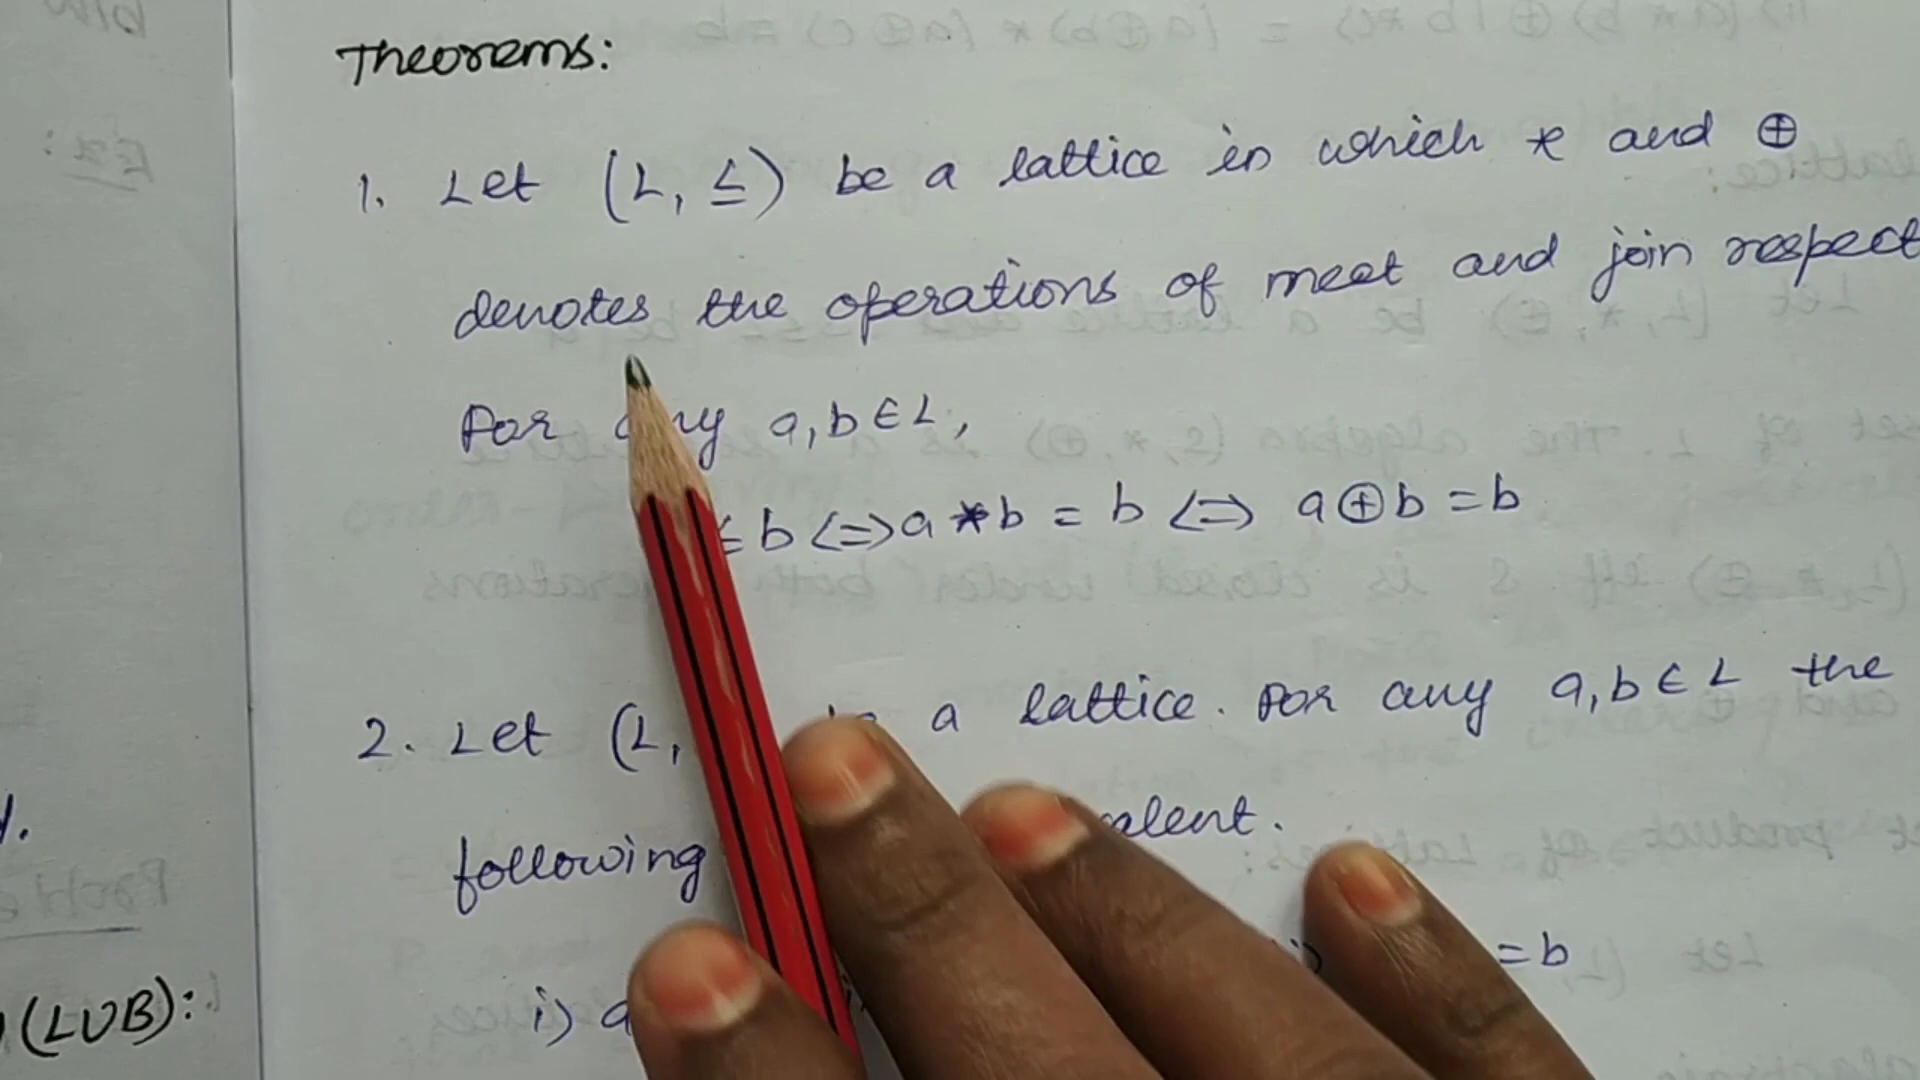 Theorems:
1. Let (L, ≤) be a lattice in which * and ⊕
denotes the operations of meet and join respect
For any a, b ∈ L,
≤ b <=> a * b = b <=> a ⊕ b = b
2. Let (L, a lattice. For any a, b ∈ L the
following
i) a = b
(LUB):